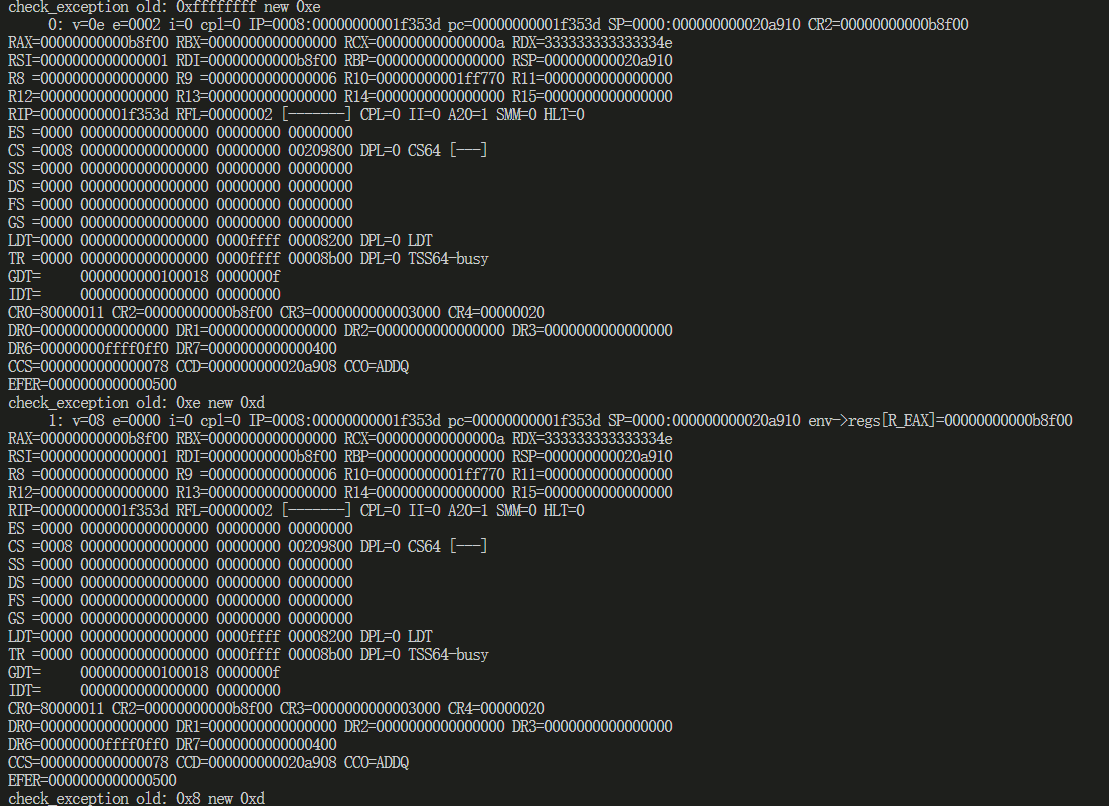 check_exception old: 0xffffffff new 0xe
0: v=0e e=0002 i=0 cpl=0 IP=0008:00000000001f353d pc=00000000001f353d SP=0000:000000000020a910 CR2=00000000000b8f00
RAX=00000000000b8f00 RBX=0000000000000000 RCX=000000000000000a RDX=333333333333334e
RSI=0000000000000001 RDI=00000000000b8f00 RBP=0000000000000000 RSP=000000000020a910
R8 =0000000000000000 R9 =0000000000000006 R10=00000000001ff770 R11=0000000000000000
R12=0000000000000000 R13=0000000000000000 R14=0000000000000000 R15=0000000000000000
RIP=00000000001f353d RFL=00000002 [-------] CPL=0 II=0 A20=1 SMM=0 HLT=0
ES =0000 0000000000000000 00000000 00000000
CS =0008 0000000000000000 00000000 00209800 DPL=0 CS64 [---]
SS =0000 0000000000000000 00000000 00000000
DS =0000 0000000000000000 00000000 00000000
FS =0000 0000000000000000 00000000 00000000
GS =0000 0000000000000000 00000000 00000000
LDT=0000 0000000000000000 0000ffff 00008200 DPL=0 LDT
TR =0000 0000000000000000 0000ffff 00008b00 DPL=0 TSS64-busy
GDT=     0000000000100018 0000000f
IDT=     0000000000000000 00000000
CR0=80000011 CR2=00000000000b8f00 CR3=0000000000003000 CR4=00000020
DR0=0000000000000000 DR1=0000000000000000 DR2=0000000000000000 DR3=0000000000000000
DR6=00000000ffff0ff0 DR7=0000000000000400
CCS=0000000000000078 CCD=000000000020a908 CCO=ADDQ
EFER=0000000000000500
check_exception old: 0xe new 0xd
1: v=08 e=0000 i=0 cpl=0 IP=0008:00000000001f353d pc=00000000001f353d SP=0000:000000000020a910 env->regs[R_EAX]=00000000000b8f00
RAX=00000000000b8f00 RBX=0000000000000000 RCX=000000000000000a RDX=333333333333334e
RSI=0000000000000001 RDI=00000000000b8f00 RBP=0000000000000000 RSP=000000000020a910
R8 =0000000000000000 R9 =0000000000000006 R10=00000000001ff770 R11=0000000000000000
R12=0000000000000000 R13=0000000000000000 R14=0000000000000000 R15=0000000000000000
RIP=00000000001f353d RFL=00000002 [-------] CPL=0 II=0 A20=1 SMM=0 HLT=0
ES =0000 0000000000000000 00000000 00000000
CS =0008 0000000000000000 00000000 00209800 DPL=0 CS64 [---]
SS =0000 0000000000000000 00000000 00000000
DS =0000 0000000000000000 00000000 00000000
FS =0000 0000000000000000 00000000 00000000
GS =0000 0000000000000000 00000000 00000000
LDT=0000 0000000000000000 0000ffff 00008200 DPL=0 LDT
TR =0000 0000000000000000 0000ffff 00008b00 DPL=0 TSS64-busy
GDT=     0000000000100018 0000000f
IDT=     0000000000000000 00000000
CR0=80000011 CR2=00000000000b8f00 CR3=0000000000003000 CR4=00000020
DR0=0000000000000000 DR1=0000000000000000 DR2=0000000000000000 DR3=0000000000000000
DR6=00000000ffff0ff0 DR7=0000000000000400
CCS=0000000000000078 CCD=000000000020a908 CCO=ADDQ
EFER=0000000000000500
check_exception old: 0x8 new 0xd